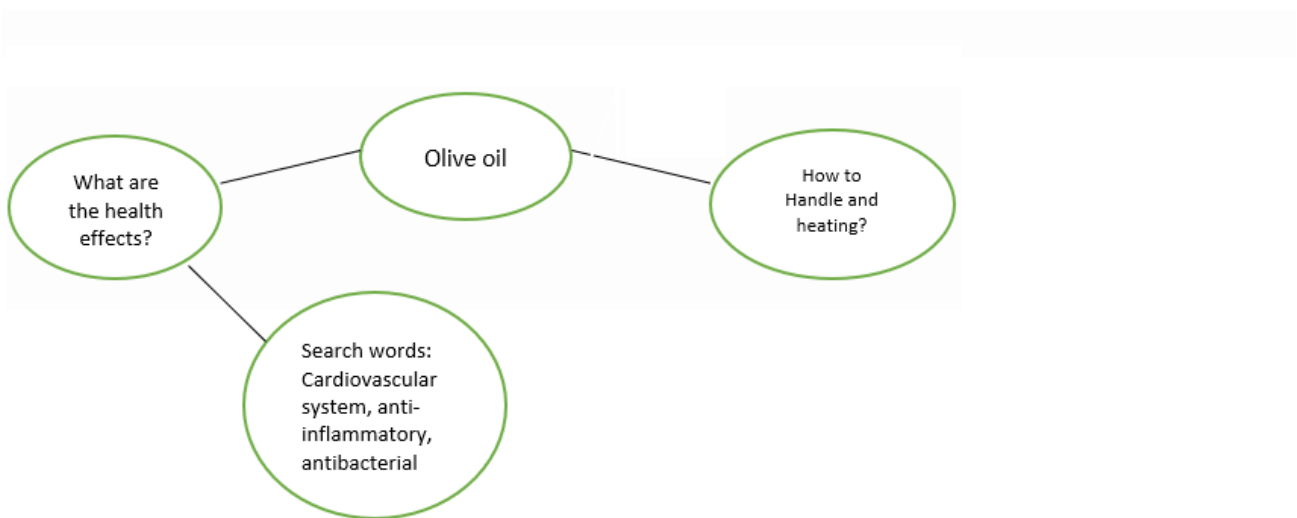 Olive oil
What are
the health
effects?
How to
Handle and
heating?
Search words:
Cardiovascular
system, anti-
inflammatory,
antibacterial